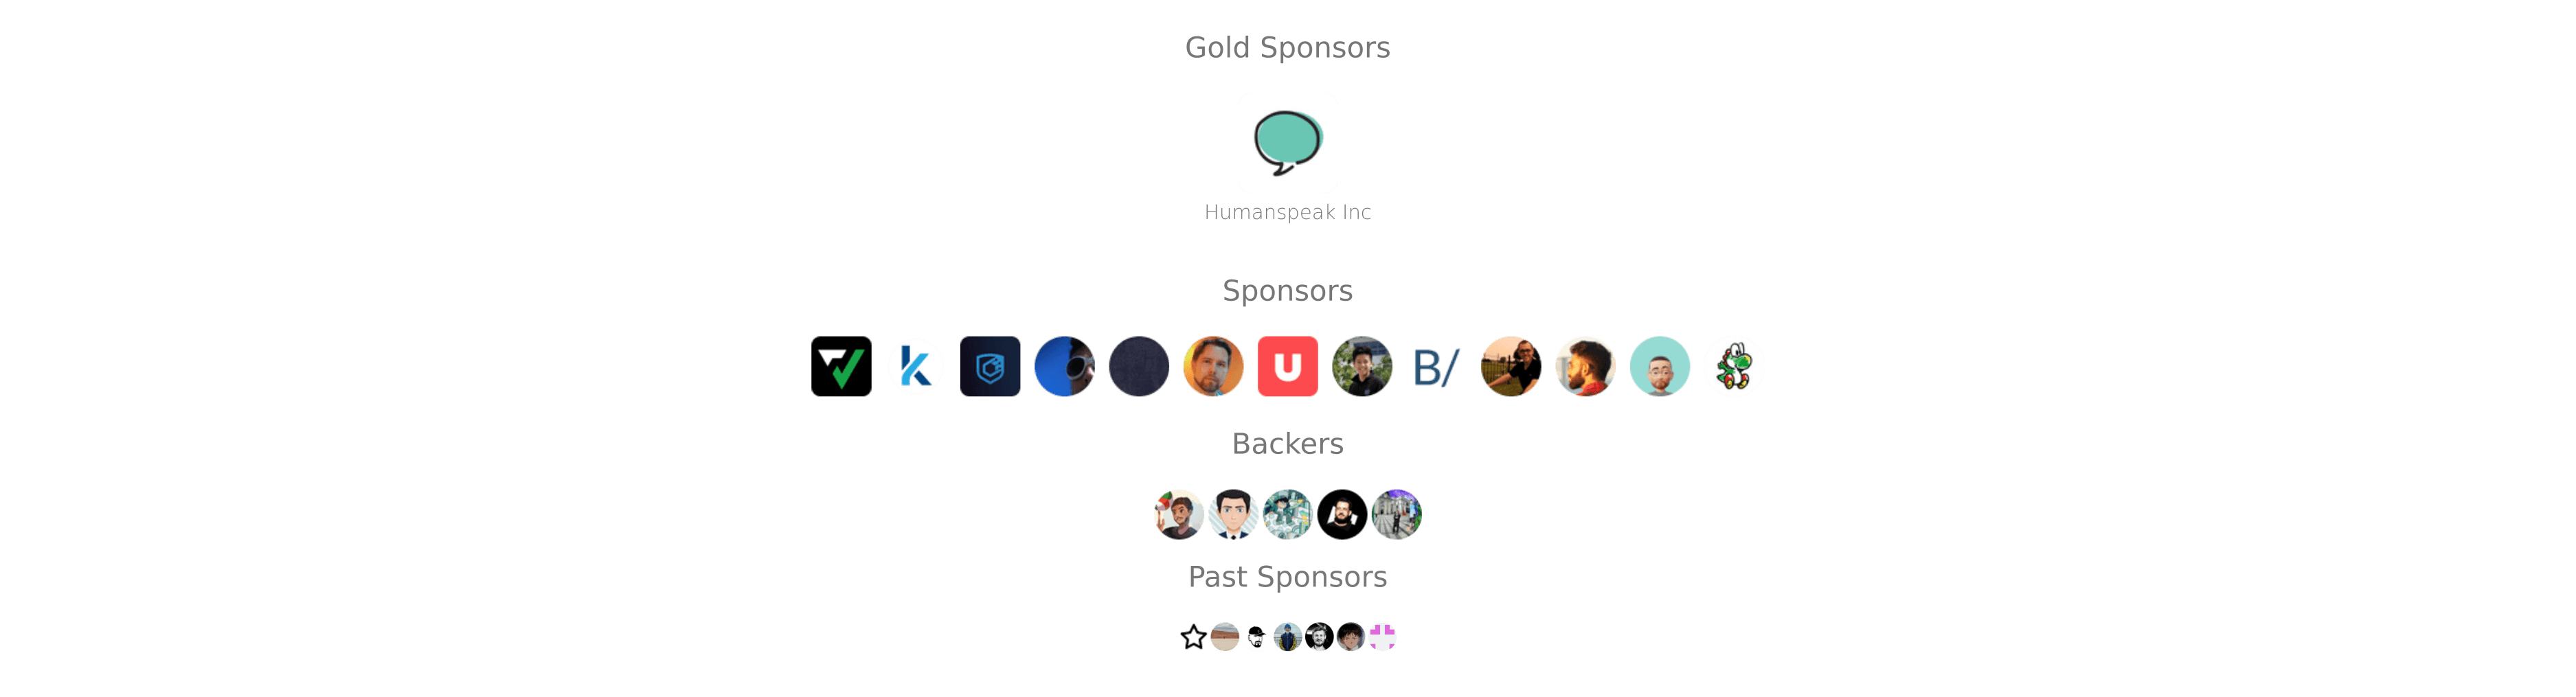 Gold Sponsors
Humanspeak Inc
Sponsors
U B/
Backers
Past Sponsors